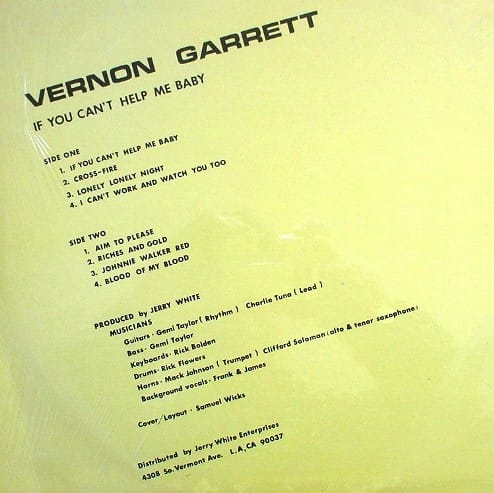 VERNON GARRETT
IF YOU CAN'T HELP ME BABY
SIDE ONE
1. IF YOU CAN'T HELP ME BABY
2. CROSS-FIRE
3. LONELY LONELY NIGHT
4. I CAN'T WORK AND WATCH YOU TOO
SIDE TWO
1. AIM TO PLEASE
2. RICHES AND GOLD
3. JOHNNIE WALKER RED
4. BLOOD OF MY BLOOD
PRODUCED by JERRY WHITE
MUSICIANS
Guitars- Geml Taylor ( Rhythm ) Charlie Tuna ( Lead )
Bass- Geml Taylor
Keyboards- Rick Bolden
Drums- Rick Flowers
Horns- Mack Johnson ( Trumpet ) Clifford Soloman (alto & tenor saxophone)
Background vocals- Frank & James
Cover/Layout - Samuel Wicks
Distributed by Jerry White Enterprises
4308 So. Vermont Ave. L.A, CA 90037